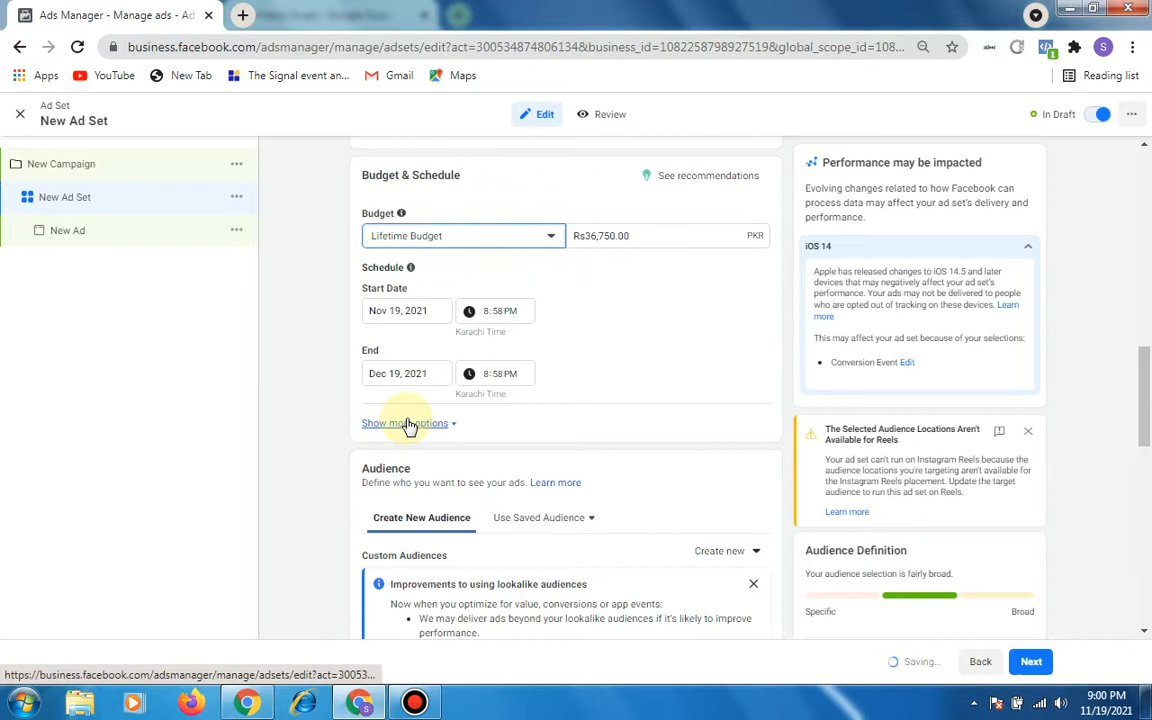 Ads Manager - Manage ads - Ad
business.facebook.com/adsmanager/manage/adsets/edit?act=300534874806134&business_id=1082258798927519&global_scope_id=108...
Apps YouTube New Tab The Signal event an... Gmail Maps Reading list
Ad Set
New Ad Set
Edit Review In Draft
New Campaign
New Ad Set
New Ad
Budget & Schedule See recommendations
Budget
Lifetime Budget Rs36,750.00 PKR
Schedule
Start Date
Nov 19, 2021 8:58 PM
Karachi Time
End
Dec 19, 2021 8:58 PM
Karachi Time
Show more options
Audience
Define who you want to see your ads. Learn more
Create New Audience Use Saved Audience
Custom Audiences Create new
Improvements to using lookalike audiences
Now when you optimize for value, conversions or app events:
• We may deliver ads beyond your lookalike audiences if it's likely to improve
performance.
Performance may be impacted
Evolving changes related to how Facebook can
process data may affect your ad set's delivery and
performance.
iOS 14
Apple has released changes to iOS 14.5 and later
devices that may negatively affect your ad set's
performance. Your ads may not be delivered to people
who are opted out of tracking on these devices. Learn
more
This may affect your ad set because of your selections:
• Conversion Event Edit
The Selected Audience Locations Aren't
Available for Reels
Your ad set can't run on Instagram Reels because the
audience locations you're targeting aren't available for
the Instagram Reels placement. Update the target
audience to run this ad set on Reels.
Learn more
Audience Definition
Your audience selection is fairly broad.
Specific Broad
Saving... Back Next
https://business.facebook.com/adsmanager/manage/adsets/edit?act=30053...
9:00 PM
11/19/2021